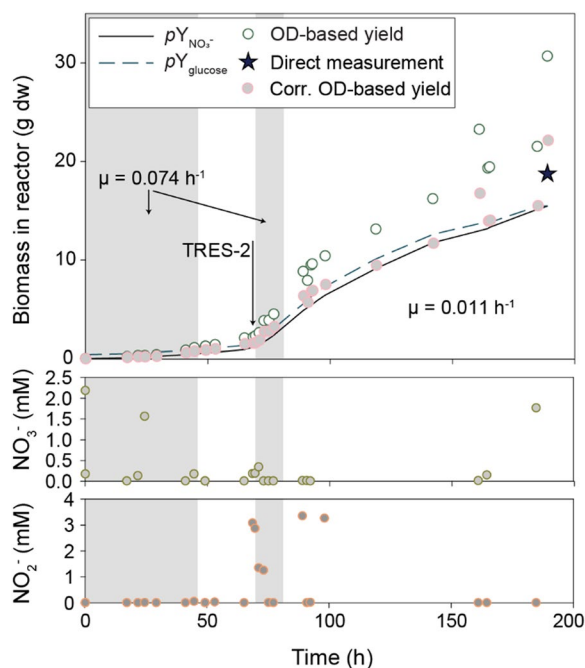 pY_NO₃⁻
pY_glucose
OD-based yield
Direct measurement
Corr. OD-based yield
Biomass in reactor (g dw)
30
20
10
0
μ = 0.074 h⁻¹
TRES-2
μ = 0.011 h⁻¹
NO₃⁻ (mM)
2.5
2.0
1.5
1.0
0.5
0.0
NO₂⁻ (mM)
4
3
2
1
0
0 50 100 150 200
Time (h)